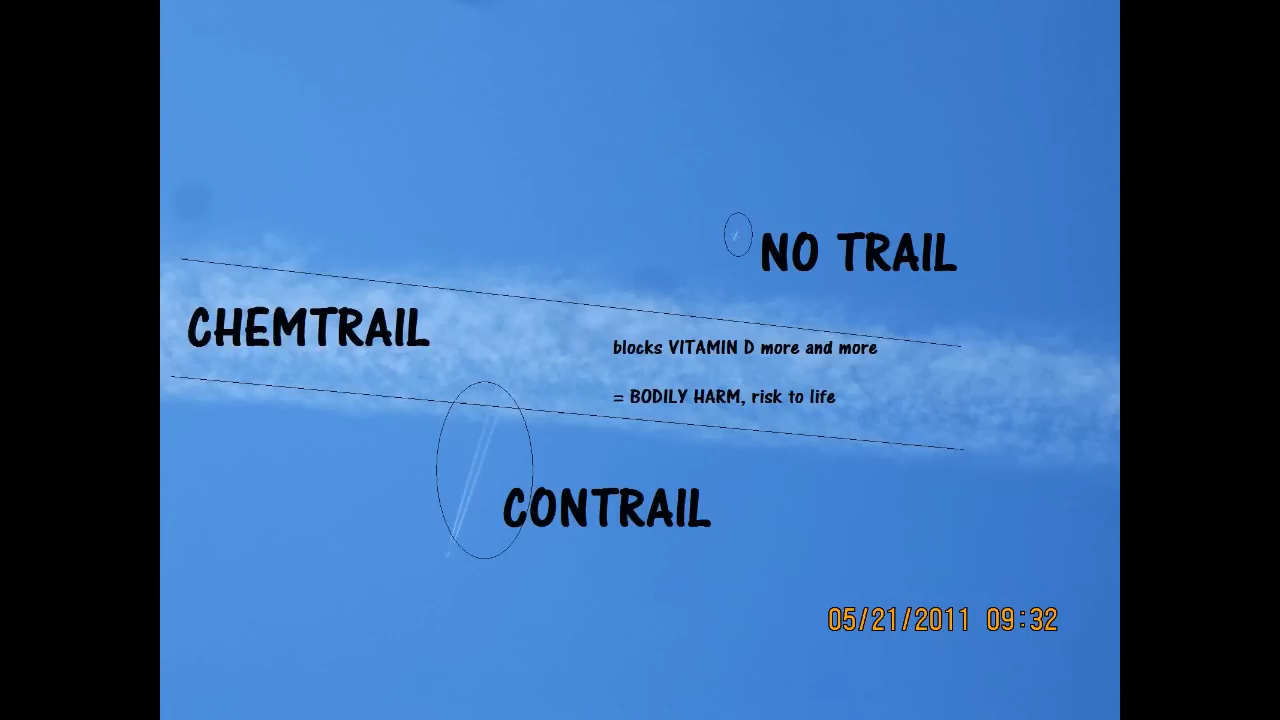 NO TRAIL
CHEMTRAIL
blocks VITAMIN D more and more
= BODILY HARM, risk to life
CONTRAIL
05/21/2011 09:32